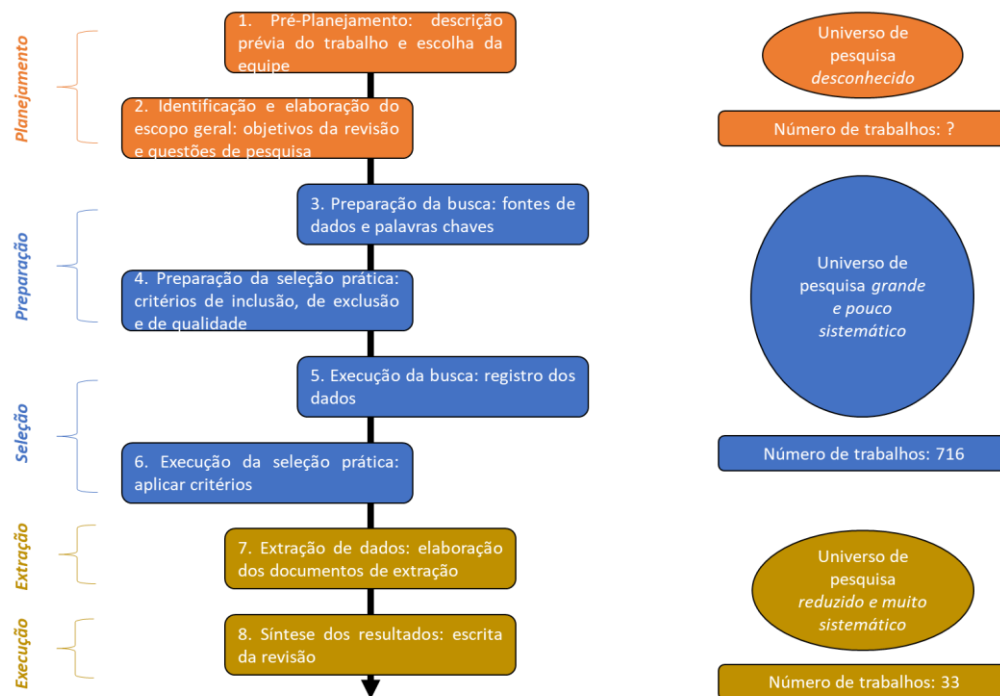 Planejamento
1. Pré-Planejamento: descrição
prévia do trabalho e escolha da
equipe
2. Identificação e elaboração do
escopo geral: objetivos da revisão
e questões de pesquisa
Universo de
pesquisa
desconhecido
Número de trabalhos: ?
Preparação
3. Preparação da busca: fontes de
dados e palavras chaves
4. Preparação da seleção prática:
critérios de inclusão, de exclusão
e de qualidade
Universo de
pesquisa grande
e pouco
sistemático
Seleção
5. Execução da busca: registro dos
dados
6. Execução da seleção prática:
aplicar critérios
Número de trabalhos: 716
Extração
7. Extração de dados: elaboração
dos documentos de extração
Execução
8. Síntese dos resultados: escrita
da revisão
Universo de
pesquisa
reduzido e muito
sistemático
Número de trabalhos: 33